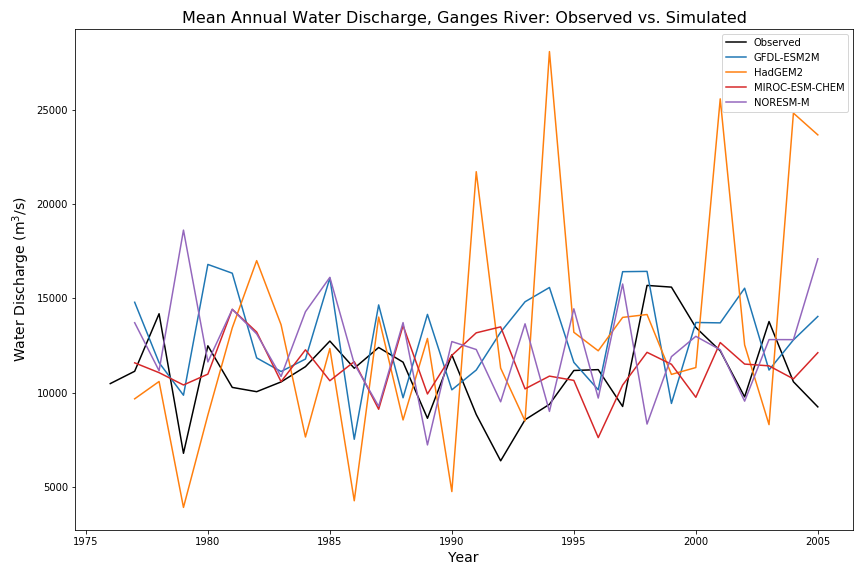 Mean Annual Water Discharge, Ganges River: Observed vs. Simulated
Observed
GFDL-ESM2M
HadGEM2
MIROC-ESM-CHEM
NORESM-M
Water Discharge (m³/s)
25000
20000
15000
10000
5000
1975 1980 1985 1990 1995 2000 2005
Year